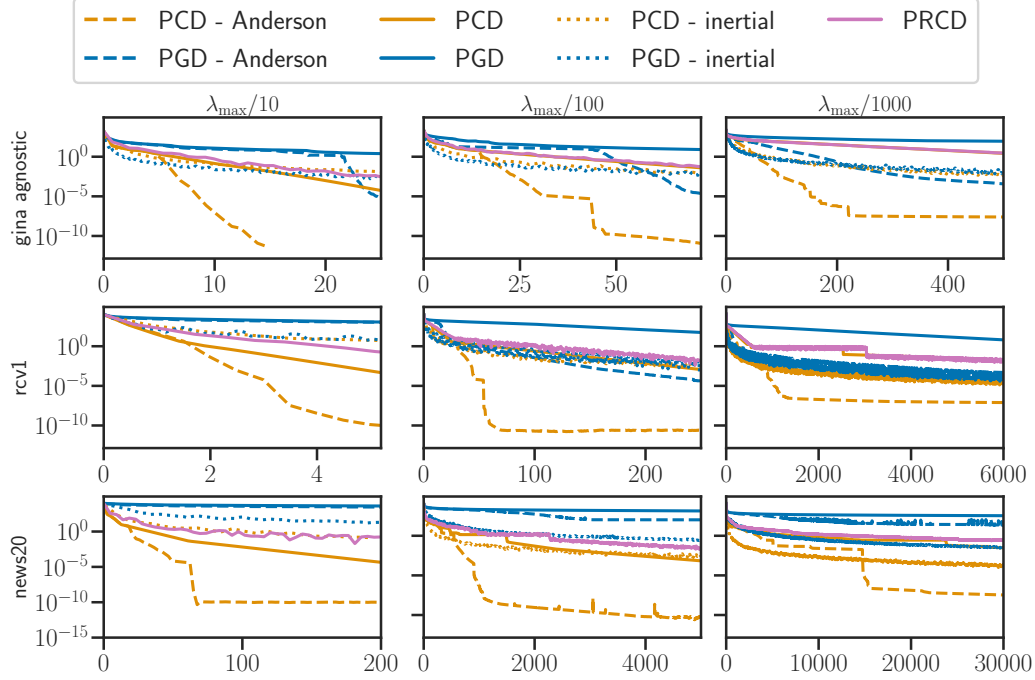 PCD - Anderson PCD PCD - inertial PRCD
PGD - Anderson PGD PGD - inertial
λmax/10 λmax/100 λmax/1000
gina agnostic
10^0
10^−5
10^−10
0 10 20
0 25 50
0 200 400
rcv1
10^0
10^−5
10^−10
0 2 4
0 100 200
0 2000 4000 6000
news20
10^0
10^−5
10^−10
10^−15
0 100 200
0 2000 4000
0 10000 20000 30000